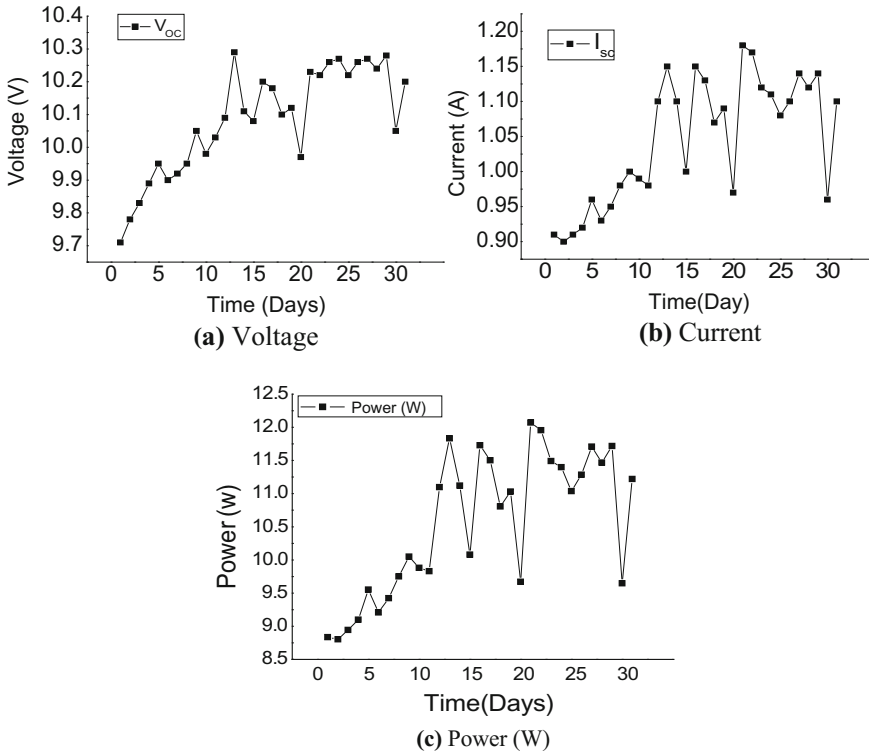 V_OC
10.4
10.3
10.2
10.1
10.0
9.9
9.8
9.7
Voltage (V)
0 5 10 15 20 25 30
Time (Days)
(a) Voltage
I_sc
1.20
1.15
1.10
1.05
1.00
0.95
0.90
Current (A)
0 5 10 15 20 25 30
Time(Day)
(b) Current
Power (W)
12.5
12.0
11.5
11.0
10.5
10.0
9.5
9.0
8.5
Power (w)
0 5 10 15 20 25 30
Time(Days)
(c) Power (W)